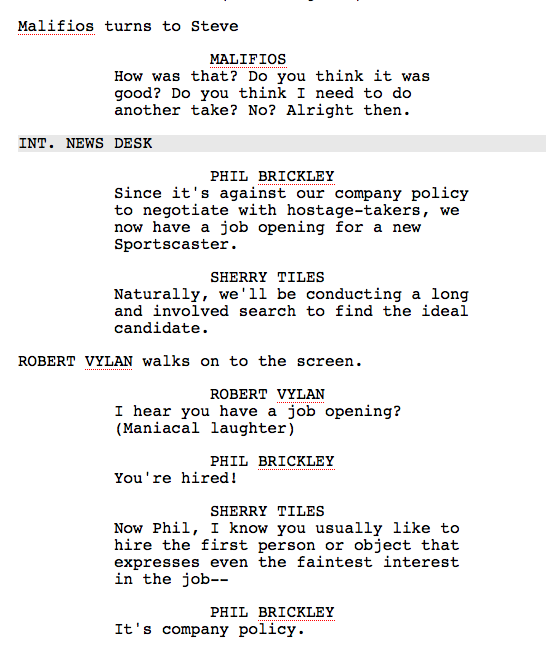 Malifios turns to Steve
MALIFIOS
How was that? Do you think it was
good? Do you think I need to do
another take? No? Alright then.
INT. NEWS DESK
PHIL BRICKLEY
Since it's against our company policy
to negotiate with hostage-takers, we
now have a job opening for a new
Sportscaster.
SHERRY TILES
Naturally, we'll be conducting a long
and involved search to find the ideal
candidate.
ROBERT VYLAN walks on to the screen.
ROBERT VYLAN
I hear you have a job opening?
(Maniacal laughter)
PHIL BRICKLEY
You're hired!
SHERRY TILES
Now Phil, I know you usually like to
hire the first person or object that
expresses even the faintest interest
in the job--
PHIL BRICKLEY
It's company policy.